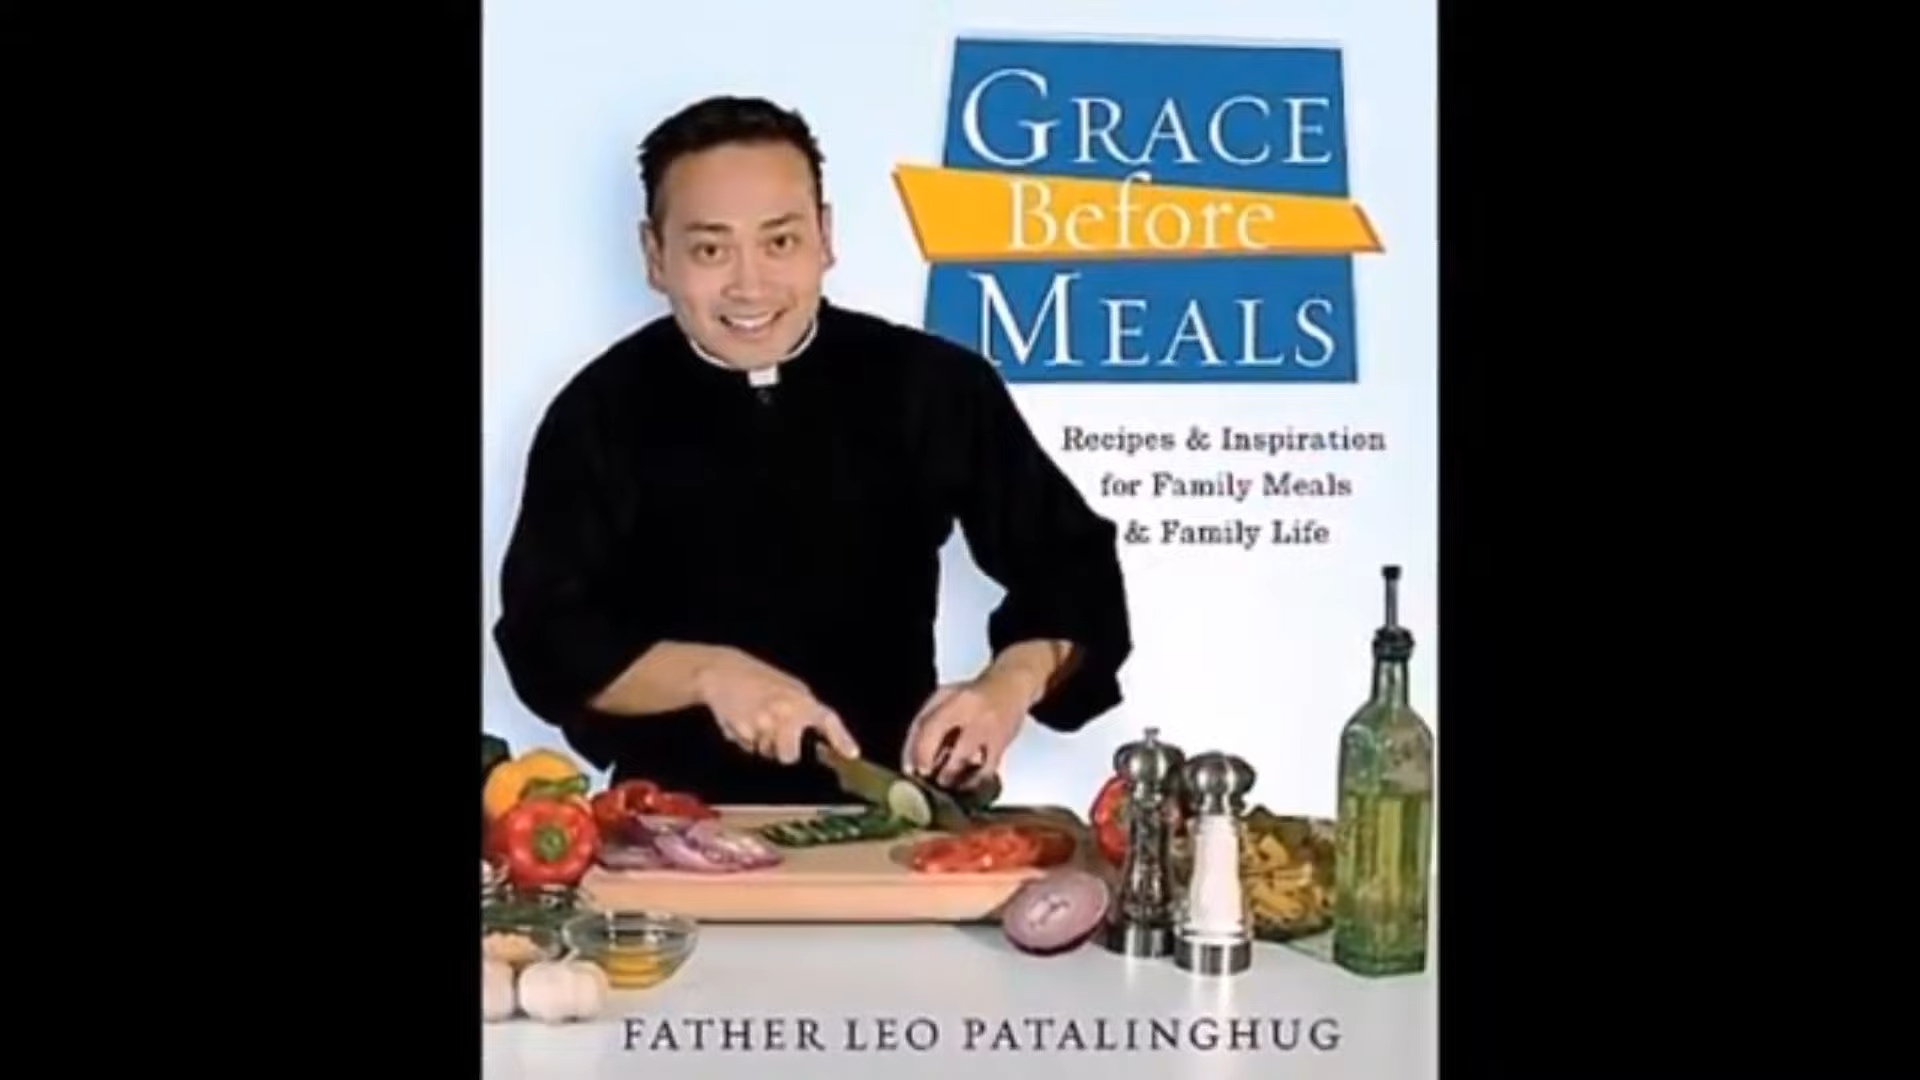 GRACE
Before
MEALS
Recipes & Inspiration
for Family Meals
& Family Life
FATHER LEO PATALINGHUG